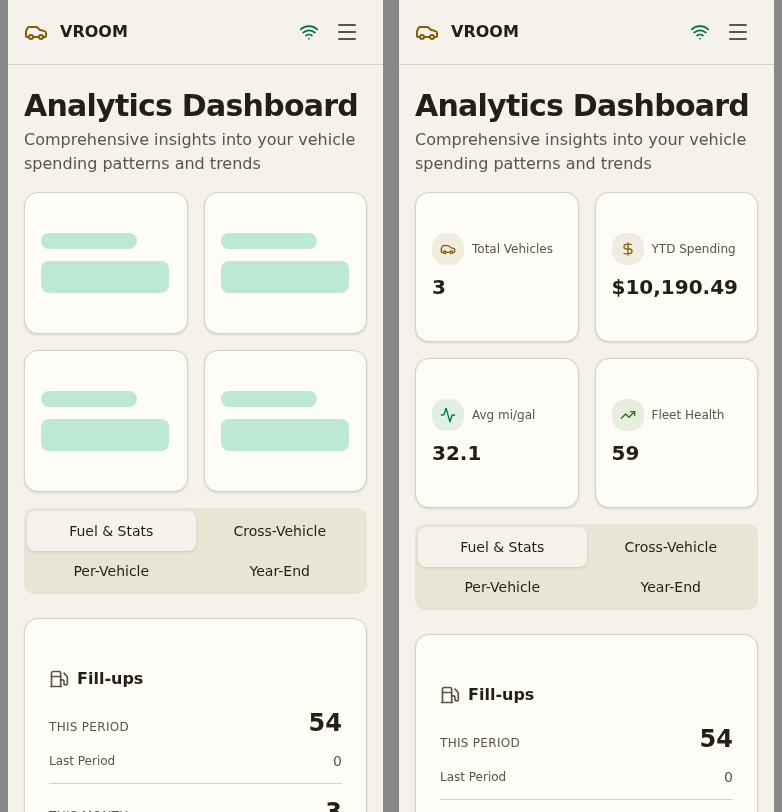 VROOM
Analytics Dashboard
Comprehensive insights into your vehicle
spending patterns and trends
Fuel & Stats
Cross-Vehicle
Per-Vehicle
Year-End
Fill-ups
THIS PERIOD 54
Last Period 0
THIS MONTH 3
VROOM
Analytics Dashboard
Comprehensive insights into your vehicle
spending patterns and trends
Total Vehicles
3
YTD Spending
$10,190.49
Avg mi/gal
32.1
Fleet Health
59
Fuel & Stats
Cross-Vehicle
Per-Vehicle
Year-End
Fill-ups
THIS PERIOD 54
Last Period 0